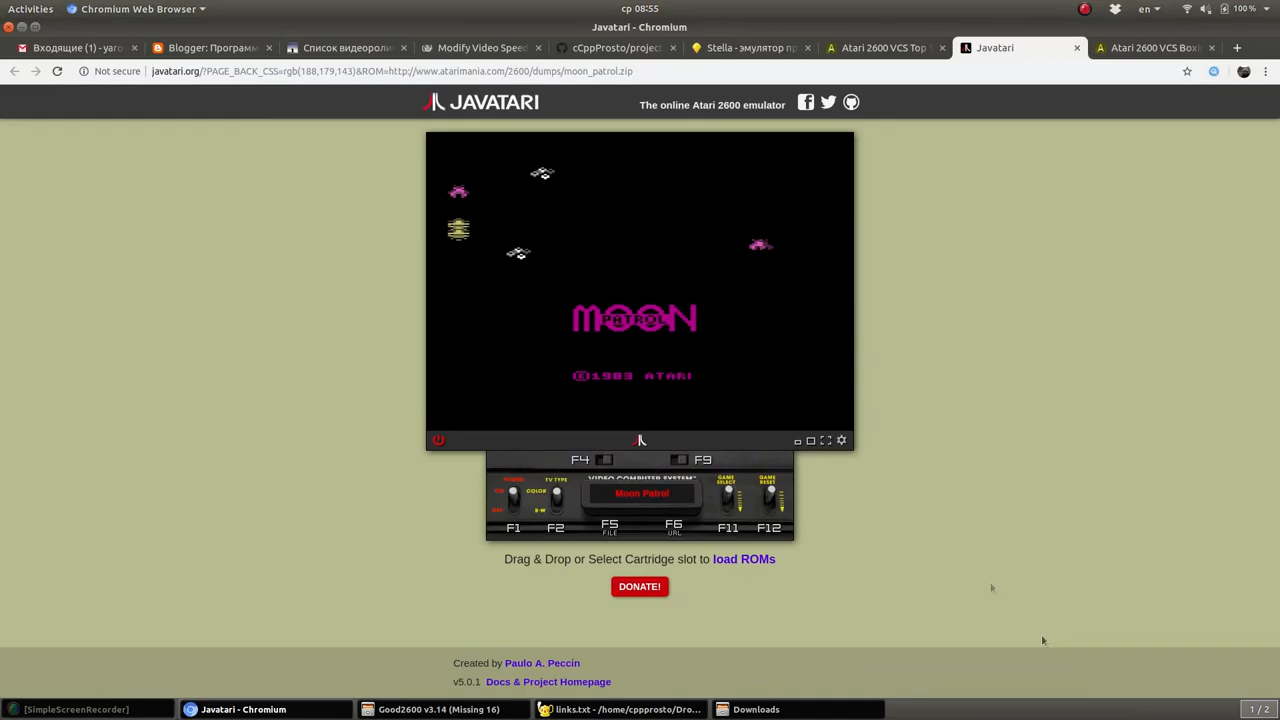 Activities
Chromium Web Browser
ср 08:55
en
100 %
Javatari - Chromium
Входящие (1) - yaro
Blogger: Програм
Список видеороли
Modify Video Speed
cCppProsto/project
Stella - эмулятор пр
Atari 2600 VCS Top
Javatari
Atari 2600 VCS Boxi
Not secure
javatari.org/?PAGE_BACK_CSS=rgb(188,179,143)&ROM=http://www.atarimania.com/2600/dumps/moon_patrol.zip
JAVATARI
The online Atari 2600 emulator
MOON
PATROL
©1983 ATARI
F4 F9
VIDEO COMPUTER SYSTEM
POWER
TV TYPE
GAME SELECT
GAME RESET
ON
OFF
COLOR
B-W
Moon Patrol
F1 F2 F5 F6 F11 F12
FILE URL
Drag & Drop or Select Cartridge slot to load ROMs
DONATE!
Created by Paulo A. Peccin
v5.0.1 Docs & Project Homepage
[SimpleScreenRecorder]
Javatari - Chromium
Good2600 v3.14 (Missing 16)
links.txt - /home/cppprosto/Dro...
Downloads
1 / 2